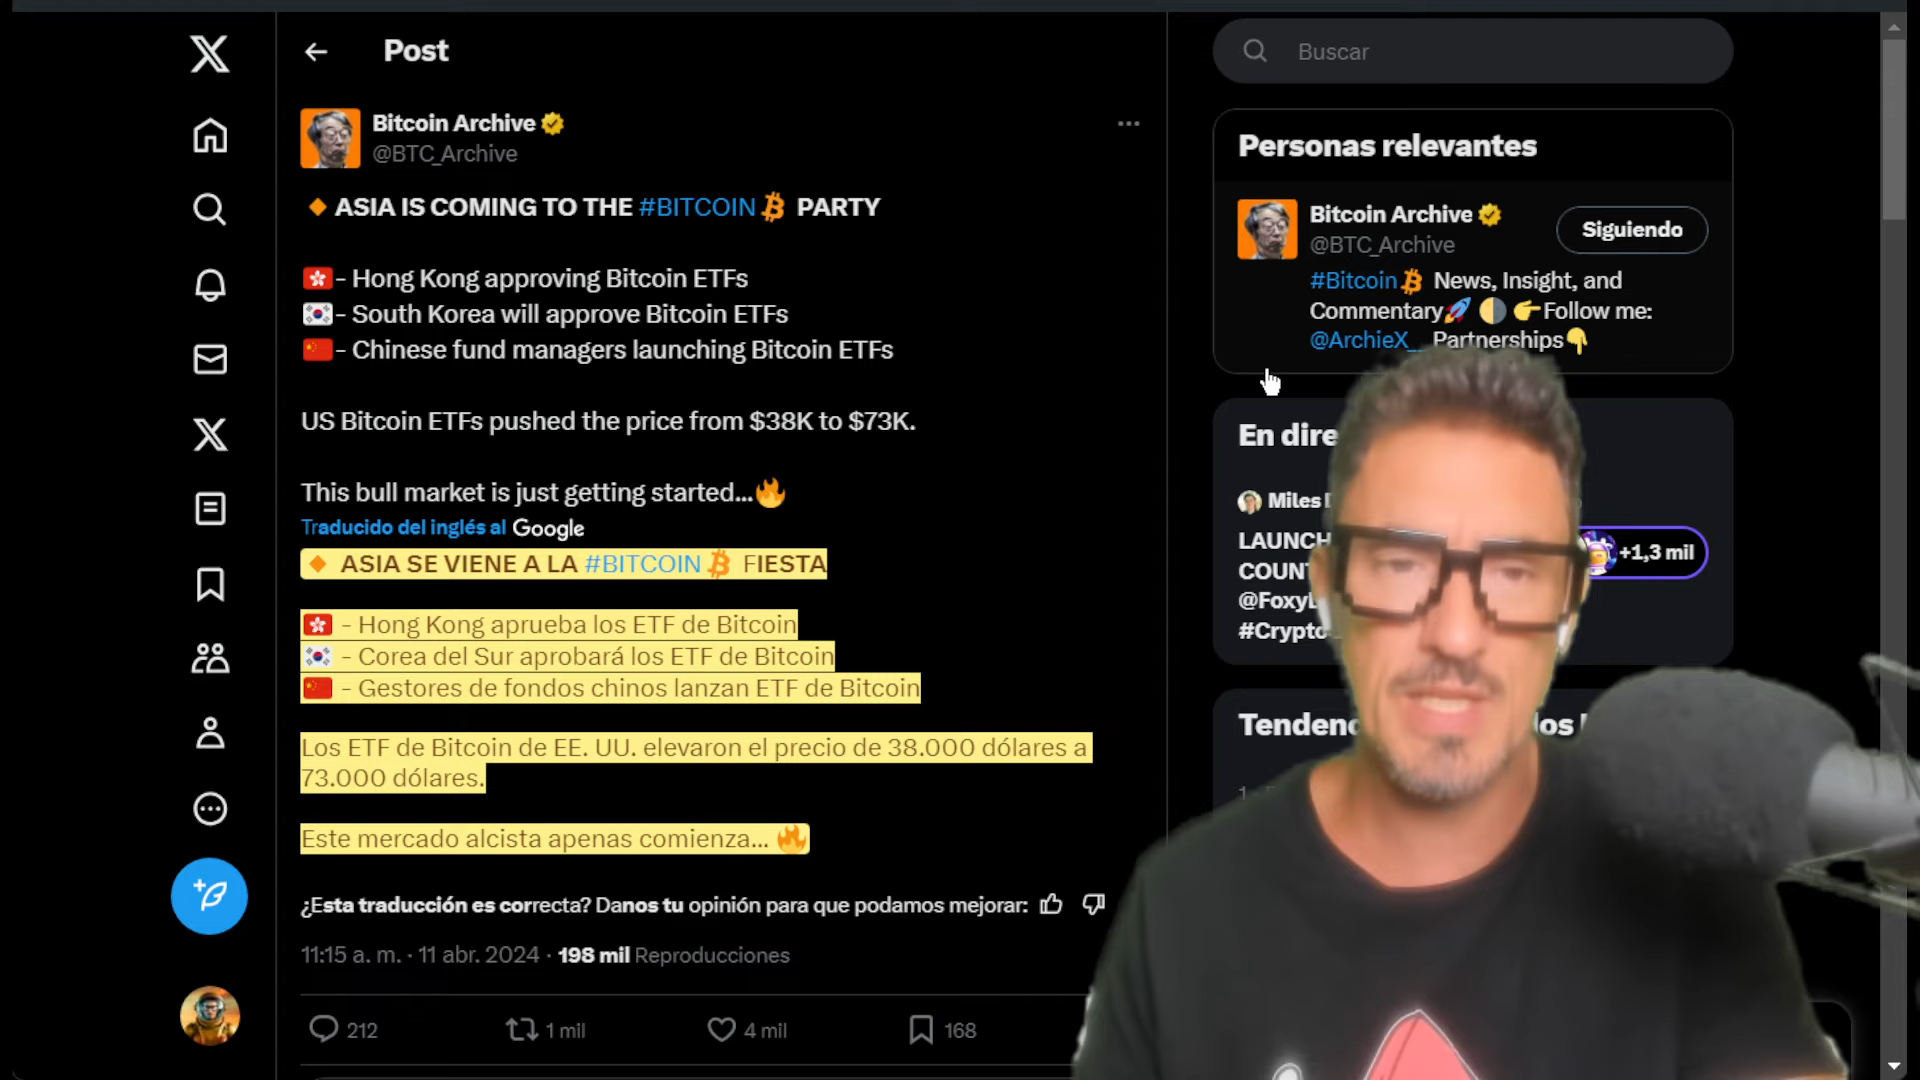 Post
Buscar
Bitcoin Archive
@BTC_Archive
🔸ASIA IS COMING TO THE #BITCOIN PARTY
🇭🇰- Hong Kong approving Bitcoin ETFs
🇰🇷- South Korea will approve Bitcoin ETFs
🇨🇳- Chinese fund managers launching Bitcoin ETFs
US Bitcoin ETFs pushed the price from $38K to $73K.
This bull market is just getting started...🔥
Traducido del inglés al Google
🔸 ASIA SE VIENE A LA #BITCOIN FIESTA
🇭🇰 - Hong Kong aprueba los ETF de Bitcoin
🇰🇷 - Corea del Sur aprobará los ETF de Bitcoin
🇨🇳 - Gestores de fondos chinos lanzan ETF de Bitcoin
Los ETF de Bitcoin de EE. UU. elevaron el precio de 38.000 dólares a
73.000 dólares.
Este mercado alcista apenas comienza... 🔥
¿Esta traducción es correcta? Danos tu opinión para que podamos mejorar:
11:15 a. m. · 11 abr. 2024 · 198 mil Reproducciones
212 1 mil 4 mil 168
Personas relevantes
Bitcoin Archive
@BTC_Archive
Siguiendo
#Bitcoin News, Insight, and
Commentary🚀 🌗 👉Follow me:
@ArchieX_ Partnerships👇
En dire
Miles
LAUNCH
COUNT
+1,3 mil
@FoxyL
#Crypto
Tendenc los